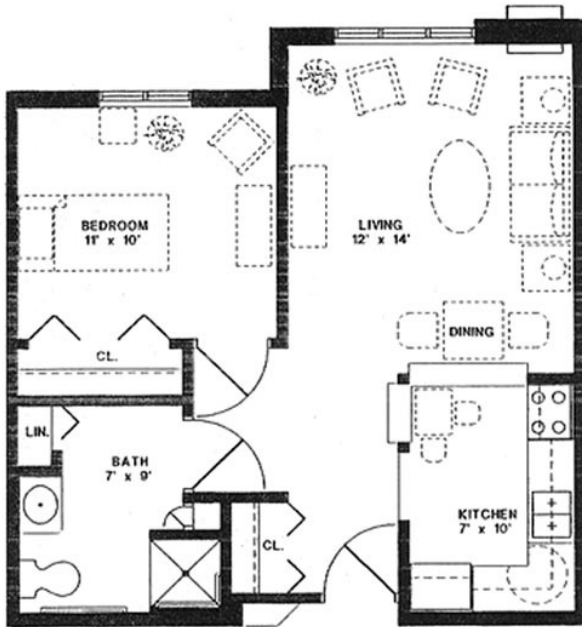 BEDROOM
11' x 10'
LIVING
12' x 14'
DINING
CL.
LIN.
BATH
7' x 9'
KITCHEN
7' x 10'
CL.